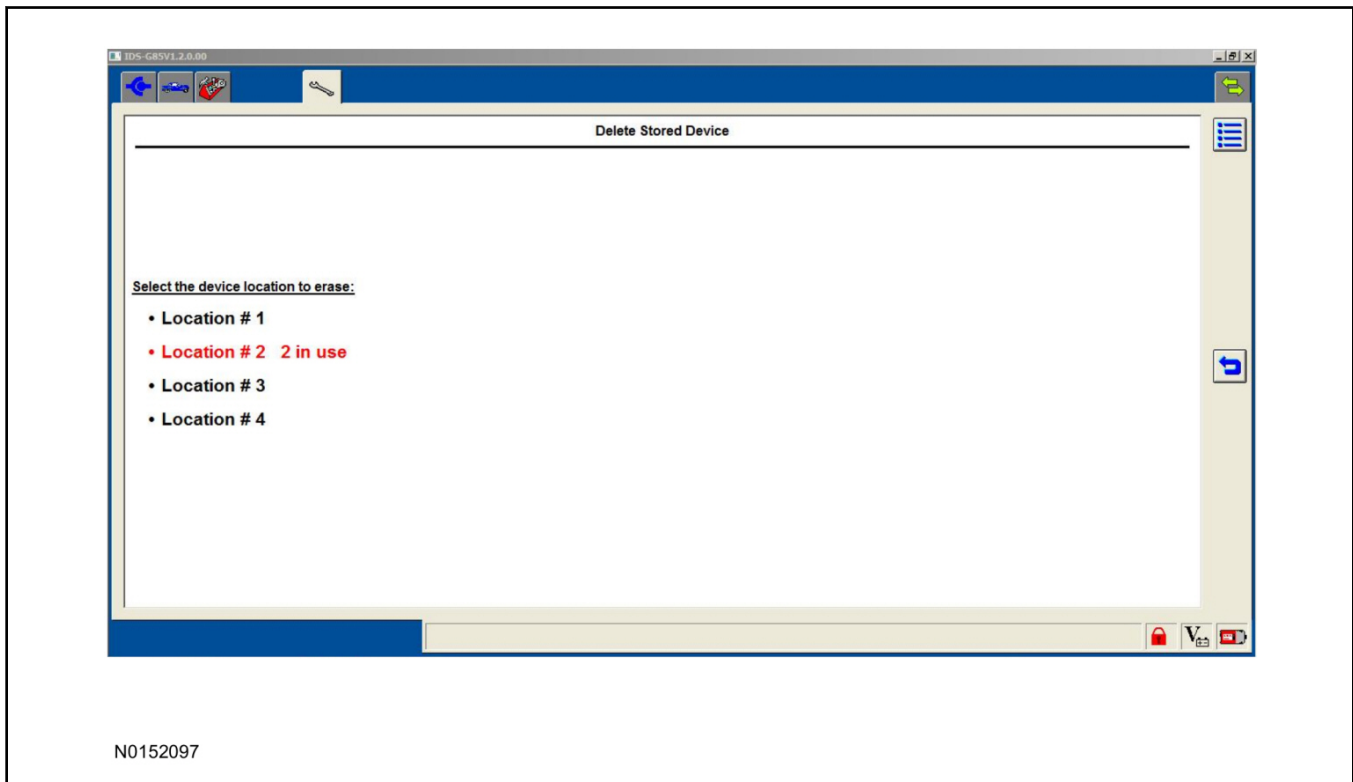 IDS-G85V1.2.0.00
Delete Stored Device
Select the device location to erase:
• Location # 1
• Location # 2 2 in use
• Location # 3
• Location # 4
V
N0152097